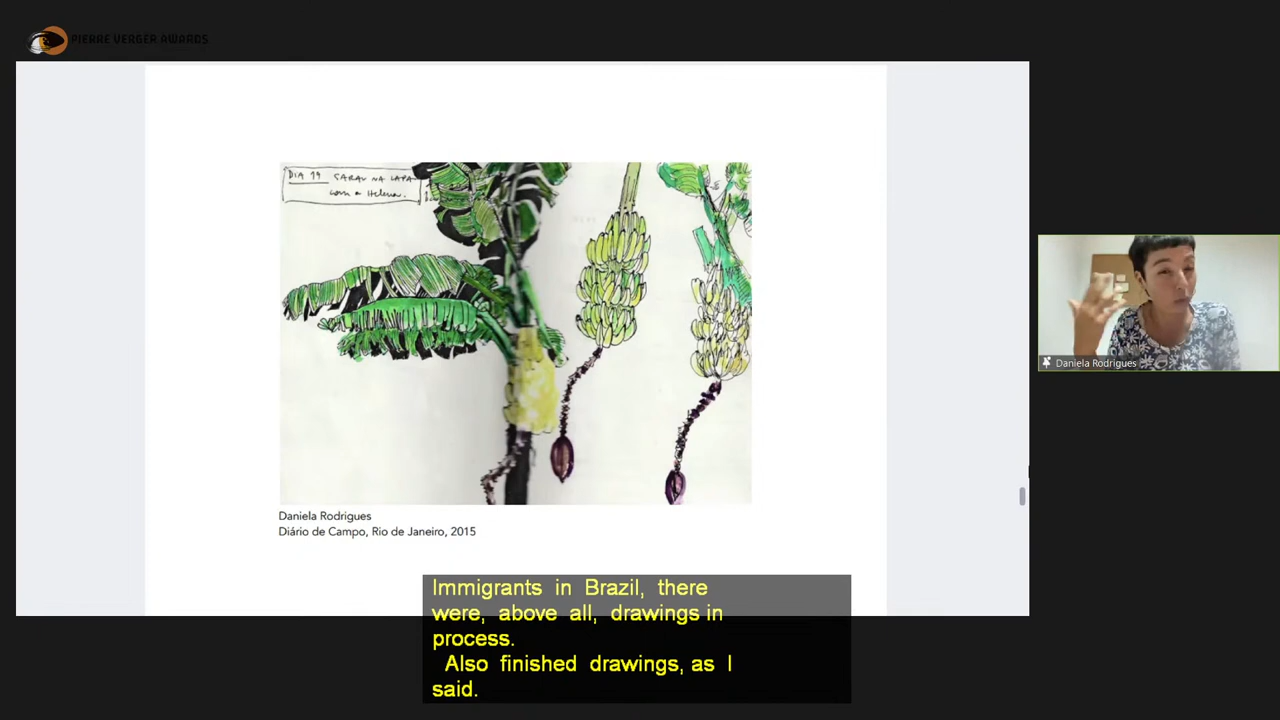 PIERRE VERGER AWARDS
DIA 19 SARAU NA LAPA
com a Helena.
Daniela Rodrigues
Daniela Rodrigues
Diário de Campo, Rio de Janeiro, 2015
Immigrants in Brazil, there
were, above all, drawings in
process.
Also finished drawings, as I
said.